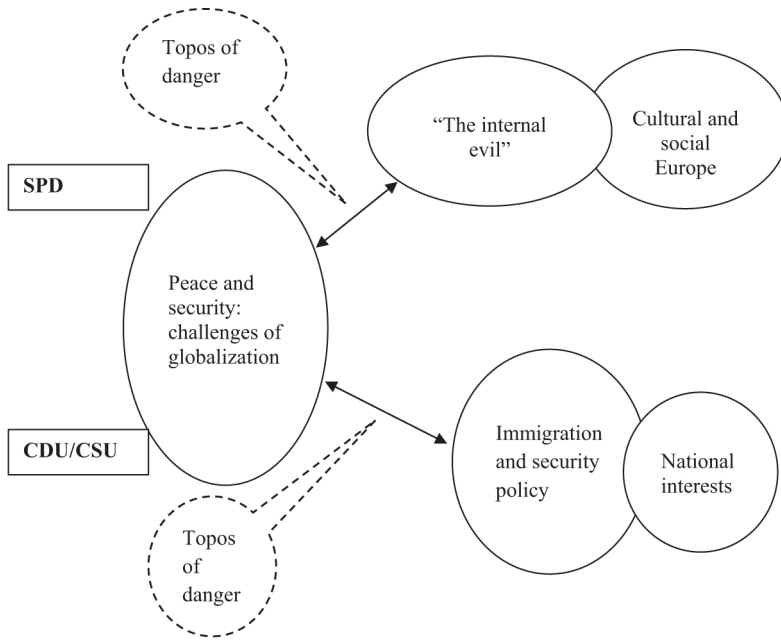 Topos of
danger
“The internal
evil”
Cultural and
social
Europe
SPD
Peace and
security:
challenges of
globalization
CDU/CSU
Immigration
and security
policy
National
interests
Topos
of
danger